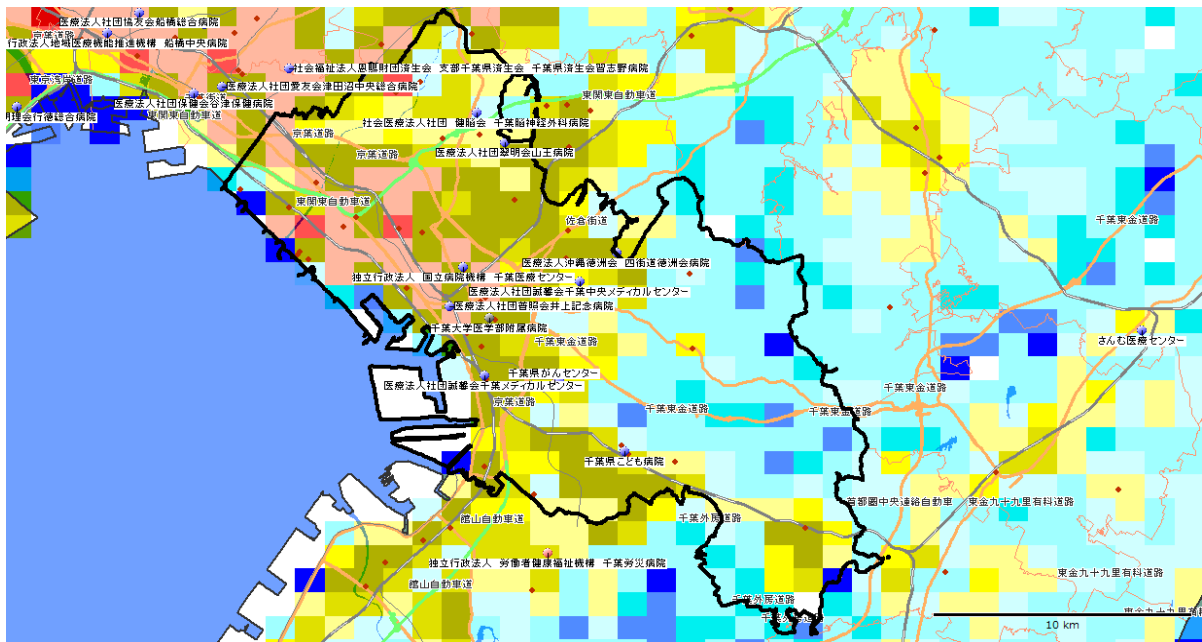 医療法人社団協友会船橋総合病院
行政法人地域医療機能推進機構 船橋中央病院
社会福祉法人恩賜財団済生会 支部千葉県済生会 千葉県済生会習志野病院
東京湾岸道路
医療法人社団愛友会津田沼中央総合病院
東関東自動車道
医療法人社団保健会谷津保健病院
明理会行徳総合病院
東関東自動車道
社会医療法人社団 健脳会 千葉脳神経外科病院
京葉道路
京葉道路
医療法人社団翠明会山王病院
東関東自動車道
佐倉街道
千葉東金道路
医療法人沖縄徳洲会 四街道徳洲会病院
独立行政法人 国立病院機構 千葉医療センター
医療法人社団誠馨会千葉中央メディカルセンター
医療法人社団普照会井上記念病院
千葉大学医学部附属病院
千葉東金道路
さんむ医療センター
千葉県がんセンター
医療法人社団誠馨会千葉メディカルセンター
千葉東金道路
京葉道路
千葉東金道路
千葉東金道路
千葉県こども病院
首都圏中央連絡自動車
東金九十九里有料道路
館山自動車道
千葉外房道路
独立行政法人 労働者健康福祉機構 千葉労災病院
東金九十九里有料道路
館山自動車道
千葉外房道路
東金九十九里有料
10 km